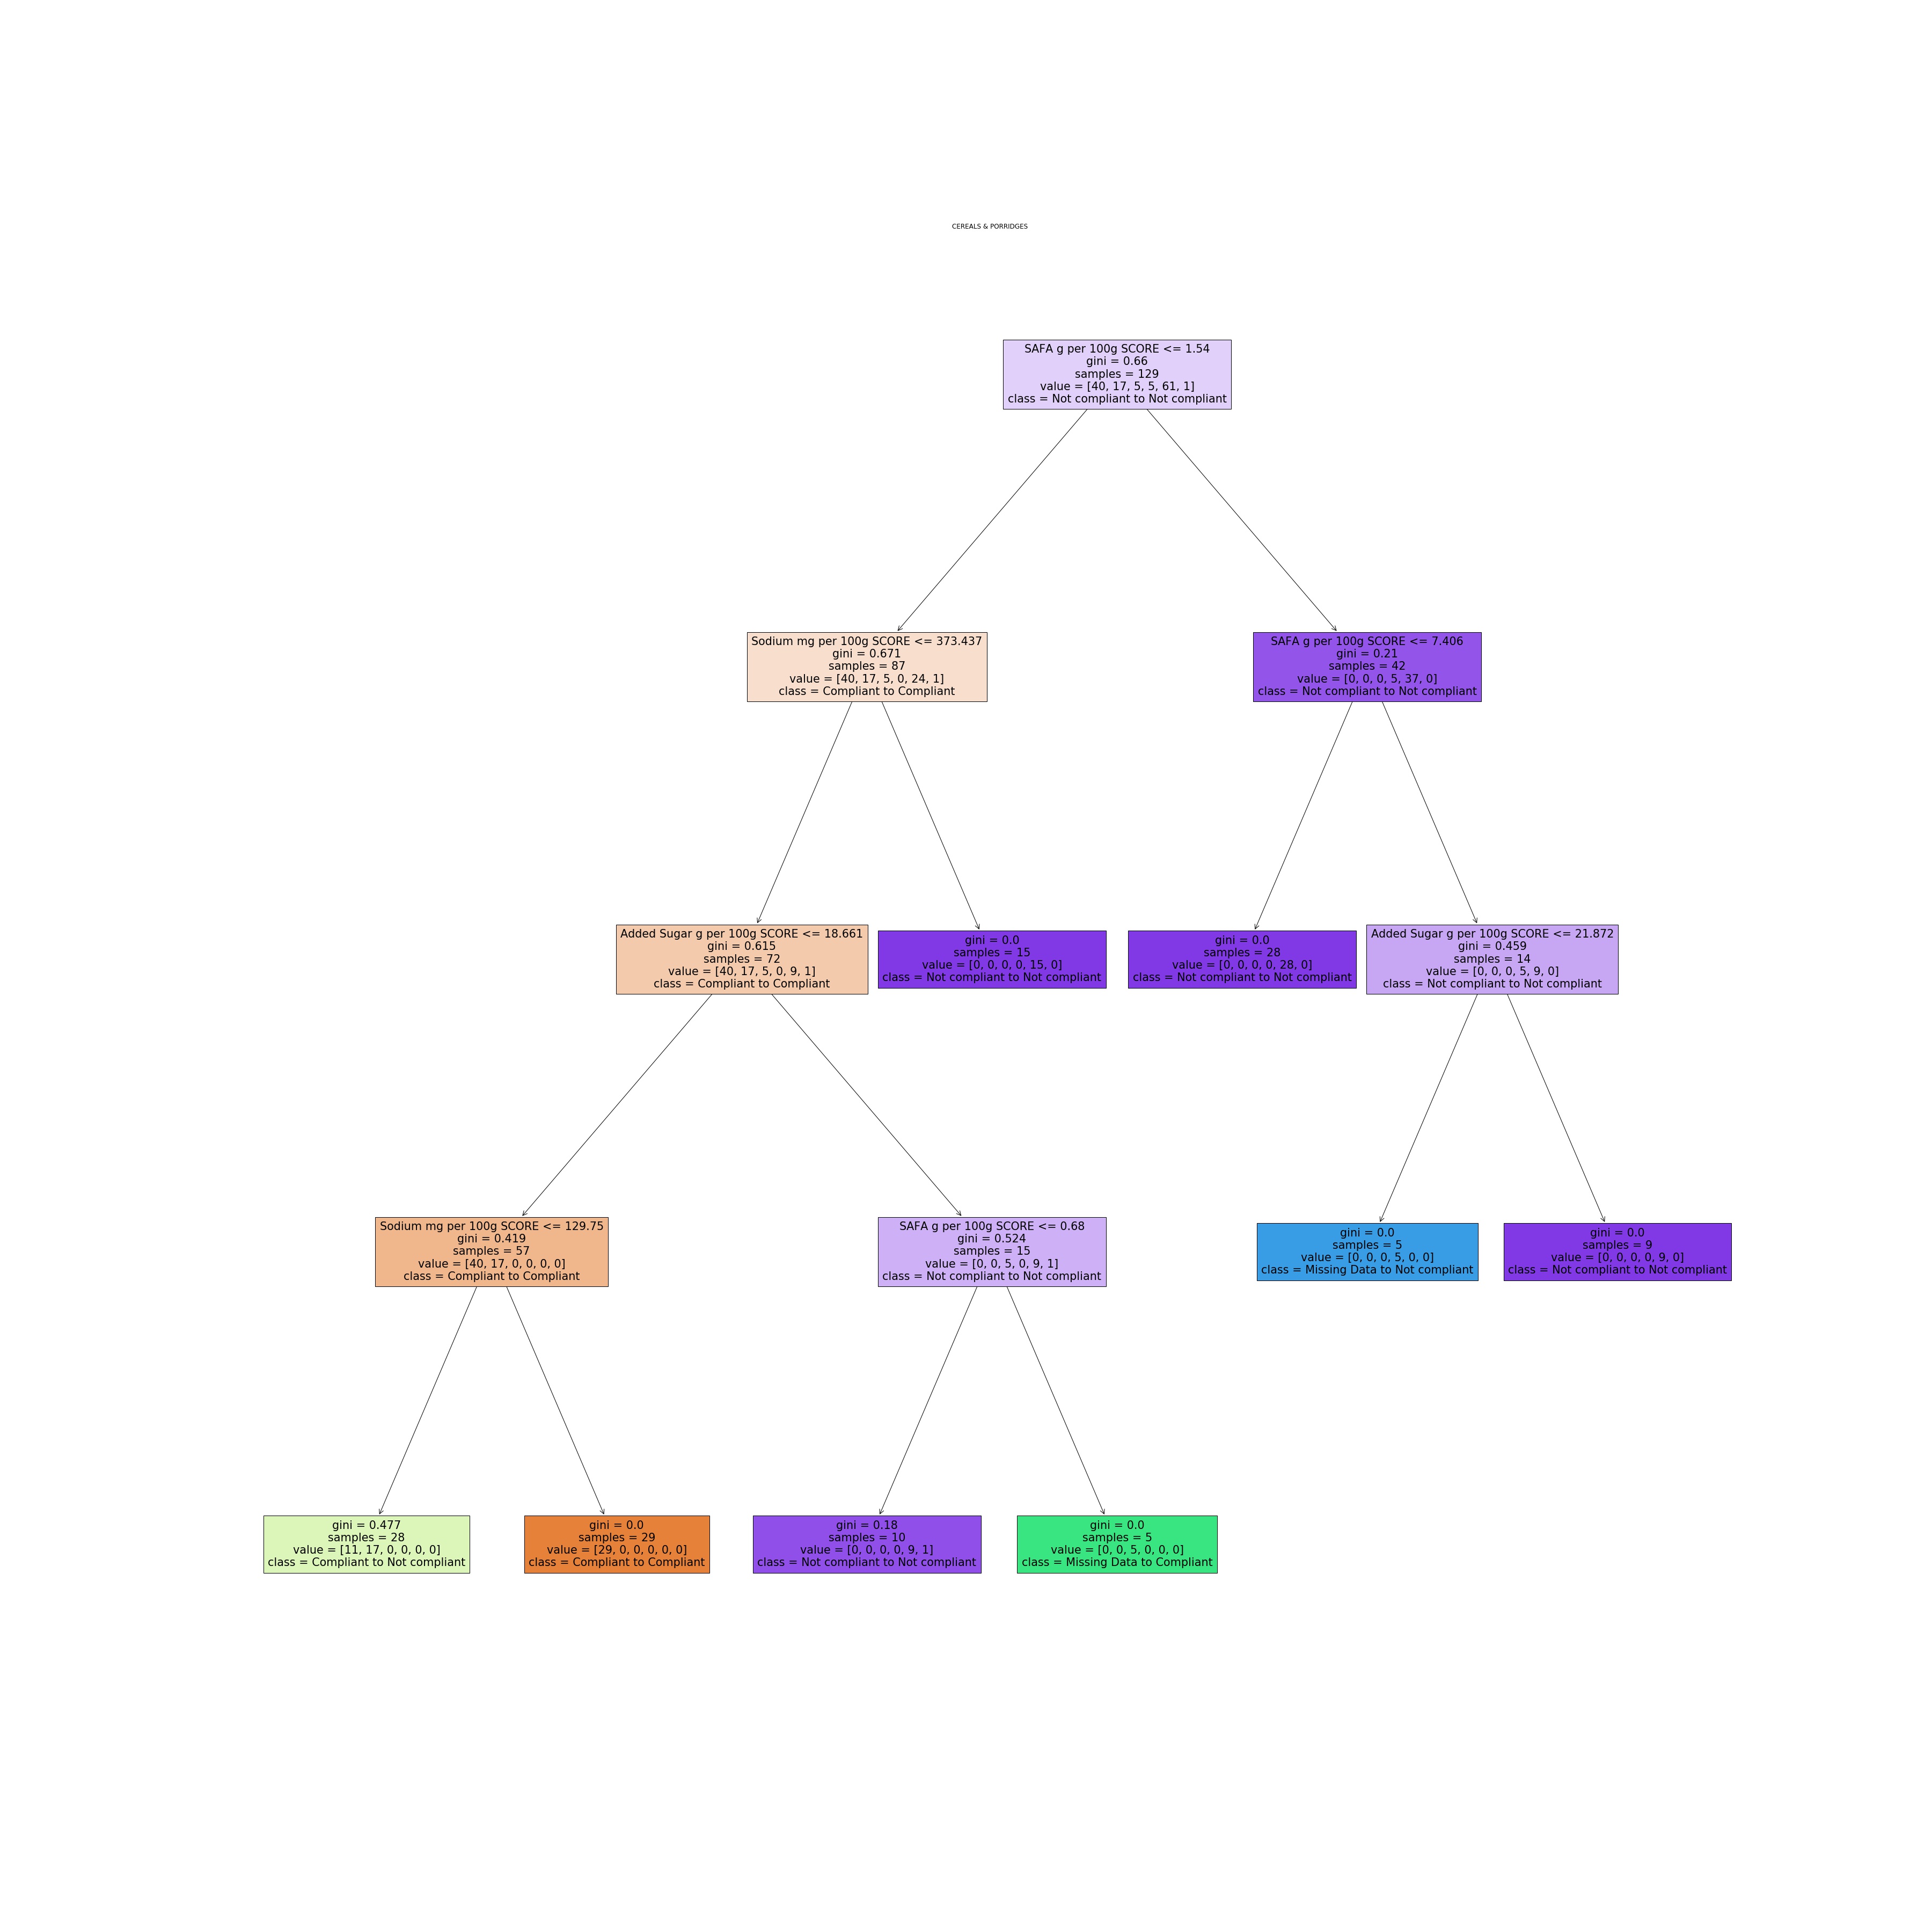 CEREALS & PORRIDGES
SAFA g per 100g SCORE <= 1.54
gini = 0.66
samples = 129
value = [40, 17, 5, 5, 61, 1]
class = Not compliant to Not compliant
Sodium mg per 100g SCORE <= 373.437
gini = 0.671
samples = 87
value = [40, 17, 5, 0, 24, 1]
class = Compliant to Compliant
SAFA g per 100g SCORE <= 7.406
gini = 0.21
samples = 42
value = [0, 0, 0, 5, 37, 0]
class = Not compliant to Not compliant
Added Sugar g per 100g SCORE <= 18.661
gini = 0.615
samples = 72
value = [40, 17, 5, 0, 9, 1]
class = Compliant to Compliant
gini = 0.0
samples = 15
value = [0, 0, 0, 0, 15, 0]
class = Not compliant to Not compliant
gini = 0.0
samples = 28
value = [0, 0, 0, 0, 28, 0]
class = Not compliant to Not compliant
Added Sugar g per 100g SCORE <= 21.872
gini = 0.459
samples = 14
value = [0, 0, 0, 5, 9, 0]
class = Not compliant to Not compliant
Sodium mg per 100g SCORE <= 129.75
gini = 0.419
samples = 57
value = [40, 17, 0, 0, 0, 0]
class = Compliant to Compliant
SAFA g per 100g SCORE <= 0.68
gini = 0.524
samples = 15
value = [0, 0, 5, 0, 9, 1]
class = Not compliant to Not compliant
gini = 0.0
samples = 5
value = [0, 0, 0, 5, 0, 0]
class = Missing Data to Not compliant
gini = 0.0
samples = 9
value = [0, 0, 0, 0, 9, 0]
class = Not compliant to Not compliant
gini = 0.477
samples = 28
value = [11, 17, 0, 0, 0, 0]
class = Compliant to Not compliant
gini = 0.0
samples = 29
value = [29, 0, 0, 0, 0, 0]
class = Compliant to Compliant
gini = 0.18
samples = 10
value = [0, 0, 0, 0, 9, 1]
class = Not compliant to Not compliant
gini = 0.0
samples = 5
value = [0, 0, 5, 0, 0, 0]
class = Missing Data to Compliant